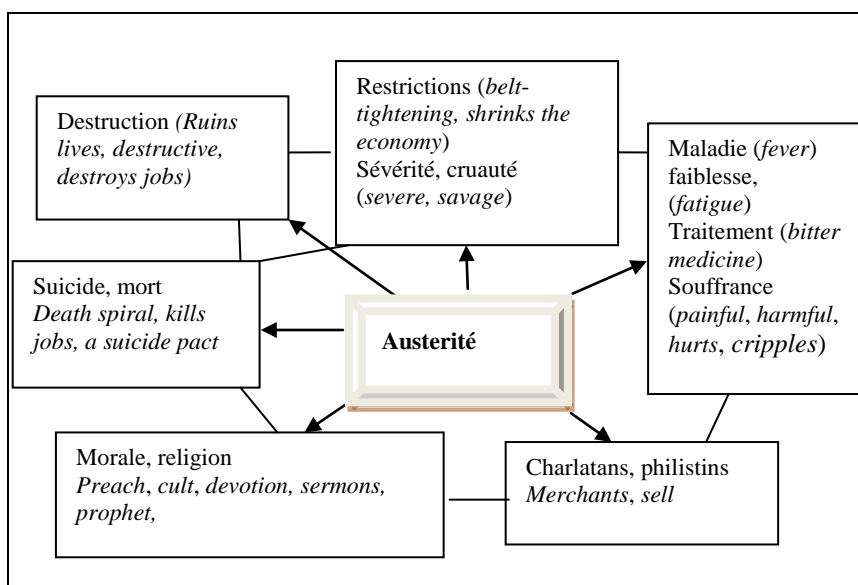 Destruction (Ruins
lives, destructive,
destroys jobs)
Restrictions (belt-
tightening, shrinks the
economy)
Sévérité, cruauté
(severe, savage)
Maladie (fever)
faiblesse,
(fatigue)
Traitement (bitter
medicine)
Souffrance
(painful, harmful,
hurts, cripples)
Suicide, mort
Death spiral, kills
jobs, a suicide pact
Austerité
Morale, religion
Preach, cult, devotion, sermons,
prophet,
Charlatans, philistins
Merchants, sell